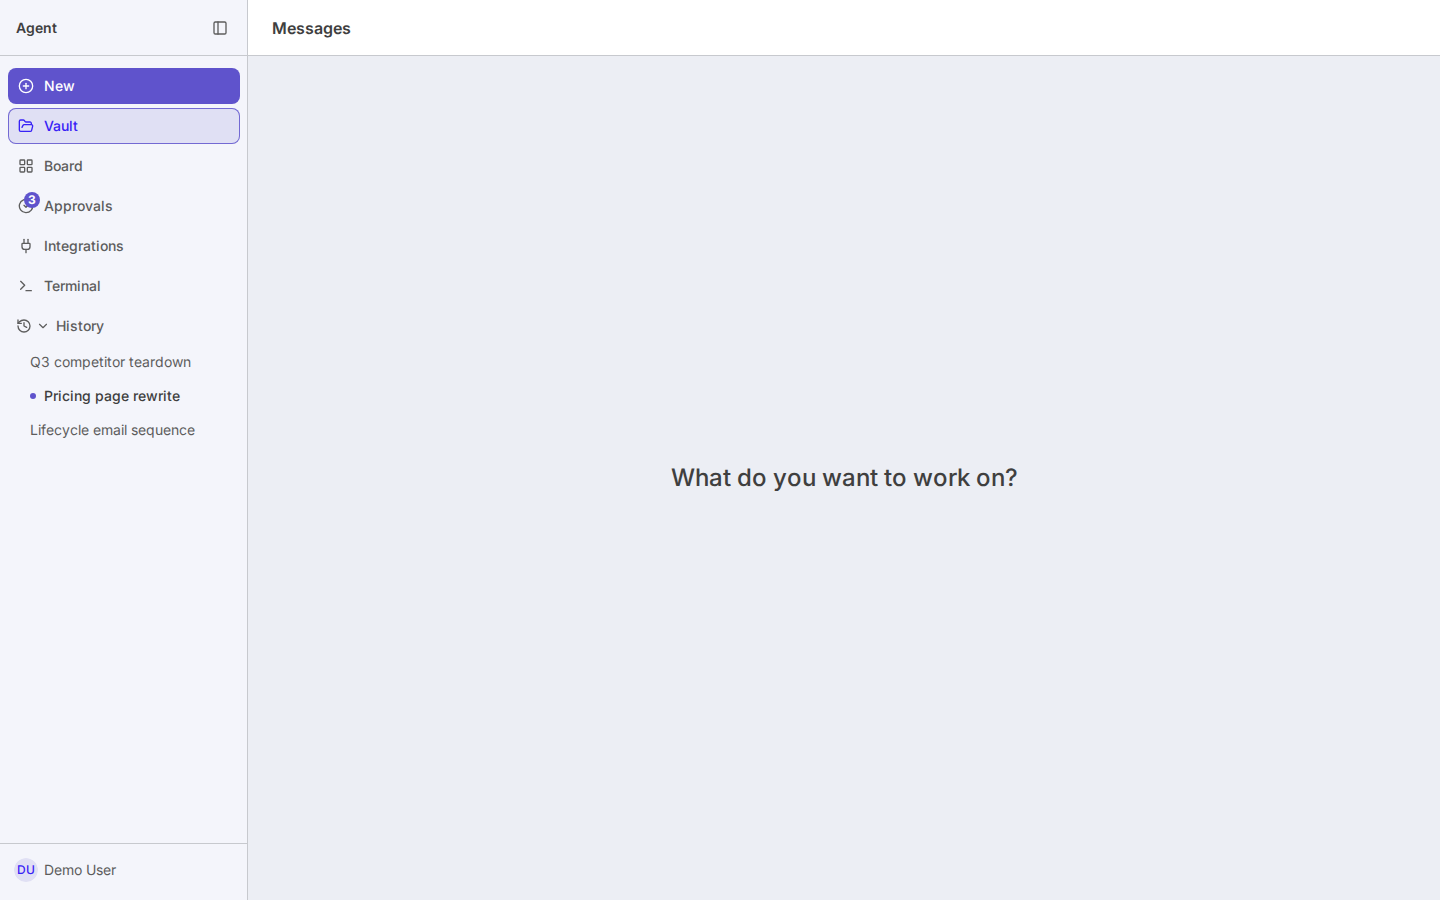 Agent
Messages
New
Vault
Board
3
Approvals
Integrations
Terminal
History
Q3 competitor teardown
Pricing page rewrite
Lifecycle email sequence
What do you want to work on?
DU Demo User